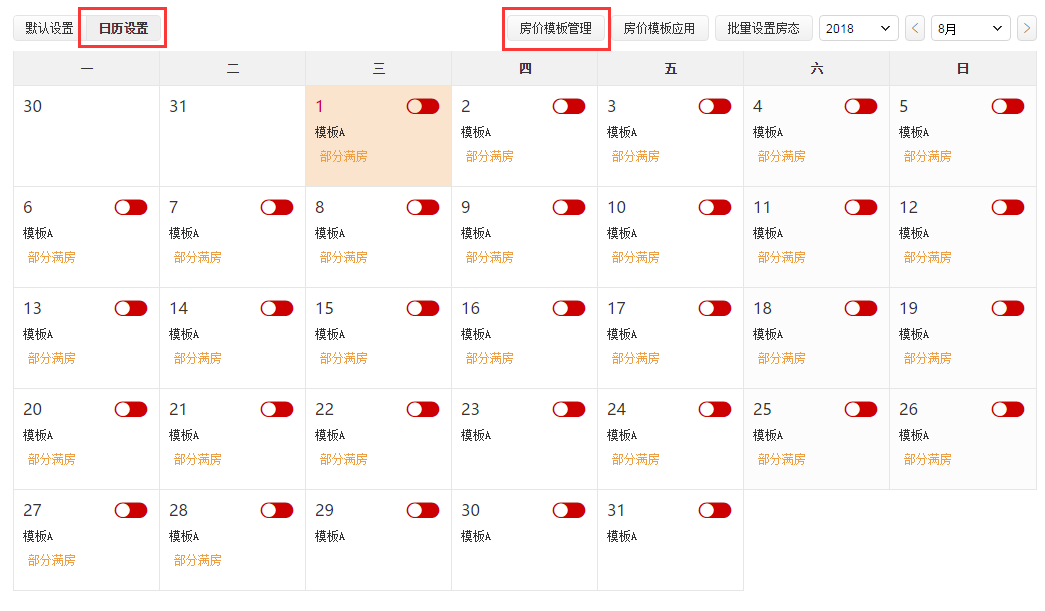 默认设置 日历设置 房价模板管理 房价模板应用 批量设置房态 2018 8月
一 二 三 四 五 六 日
30 31 1 2 3 4 5
模板A 模板A 模板A 模板A 模板A
部分满房 部分满房 部分满房 部分满房 部分满房
6 7 8 9 10 11 12
模板A 模板A 模板A 模板A 模板A 模板A 模板A
部分满房 部分满房 部分满房 部分满房 部分满房 部分满房 部分满房
13 14 15 16 17 18 19
模板A 模板A 模板A 模板A 模板A 模板A 模板A
部分满房 部分满房 部分满房 部分满房 部分满房 部分满房 部分满房
20 21 22 23 24 25 26
模板A 模板A 模板A 模板A 模板A 模板A 模板A
部分满房 部分满房 部分满房 部分满房 部分满房 部分满房
27 28 29 30 31
模板A 模板A 模板A 模板A 模板A
部分满房 部分满房